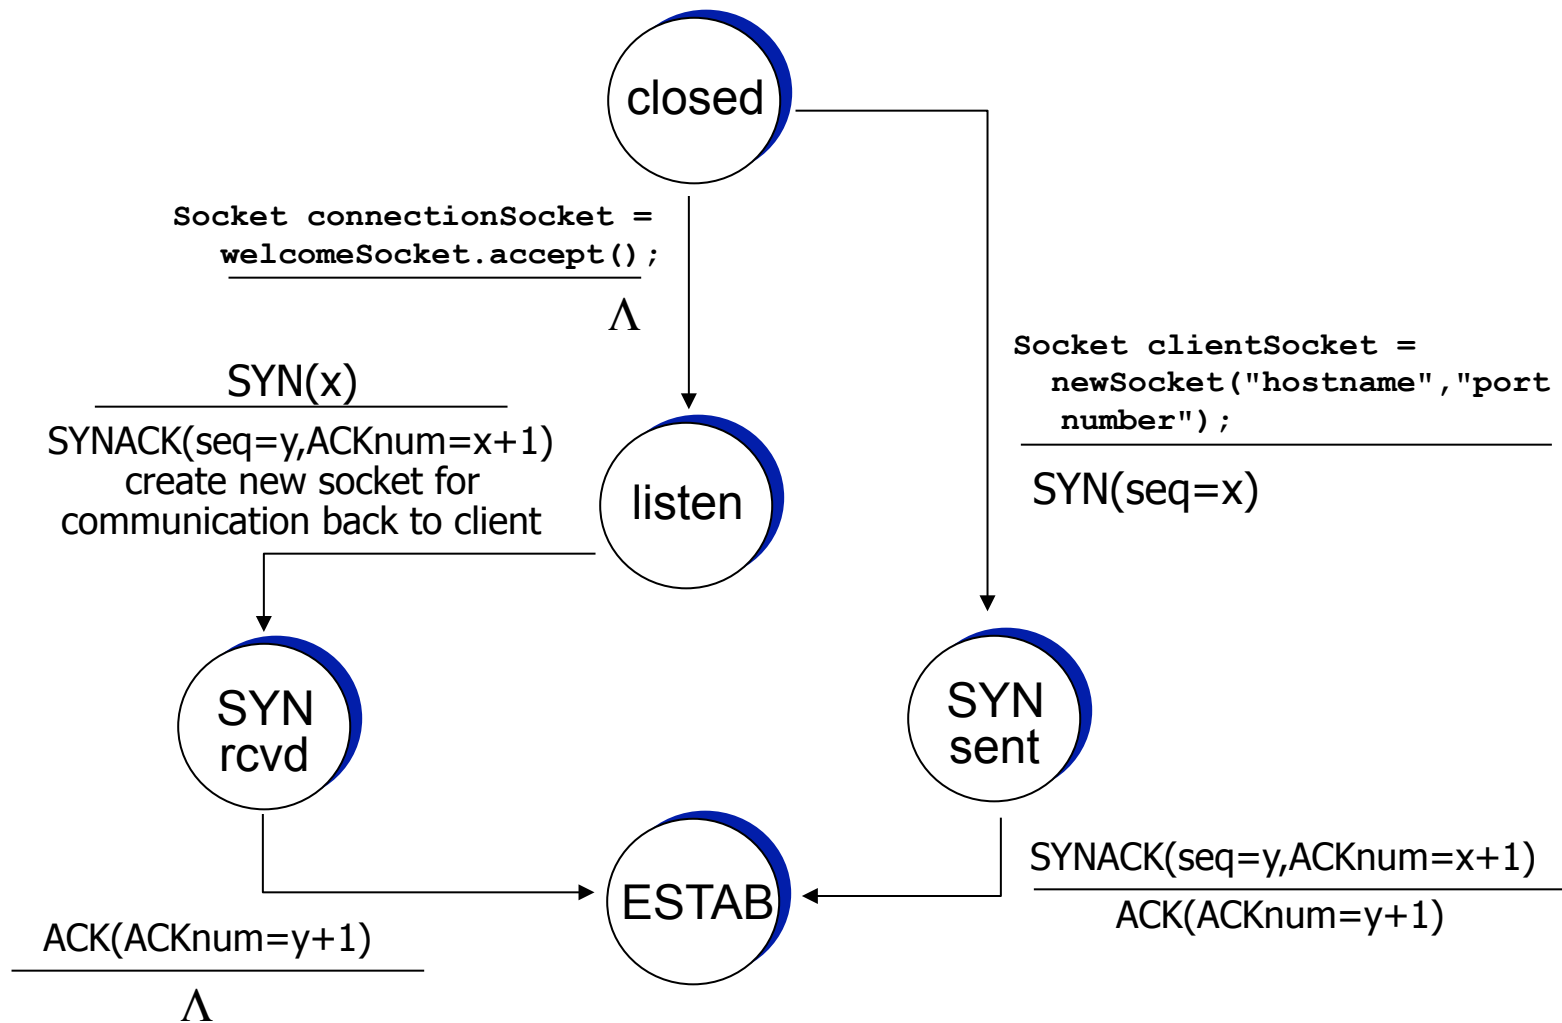 closed
Socket connectionSocket =
welcomeSocket.accept();
Λ
Socket clientSocket =
newSocket("hostname","port
number");
SYN(seq=x)
SYN(x)
SYNACK(seq=y,ACKnum=x+1)
create new socket for
communication back to client
listen
SYN
rcvd
SYN
sent
ESTAB
SYNACK(seq=y,ACKnum=x+1)
ACK(ACKnum=y+1)
ACK(ACKnum=y+1)
Λ